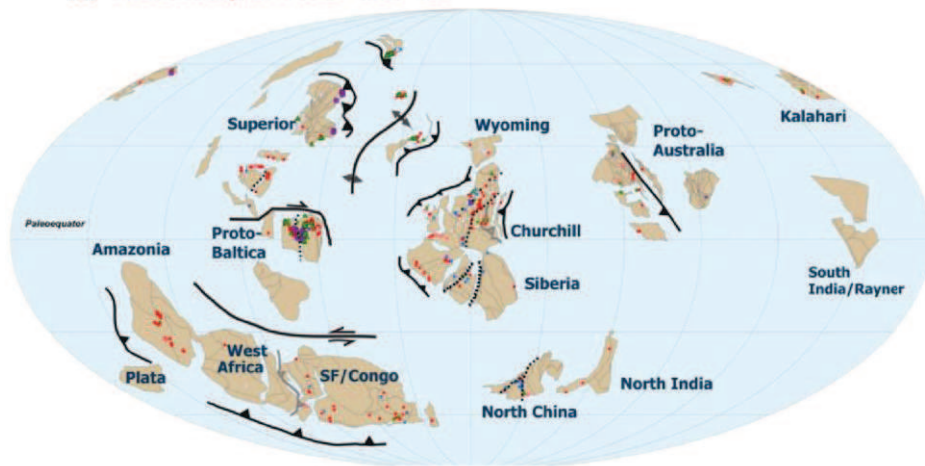 Superior
Wyoming
Proto-
Australia
Kalahari
Paleoequator
Proto-
Baltica
Churchill
Amazonia
Siberia
South
India/Rayner
West
Africa
SF/Congo
Plata
North China
North India